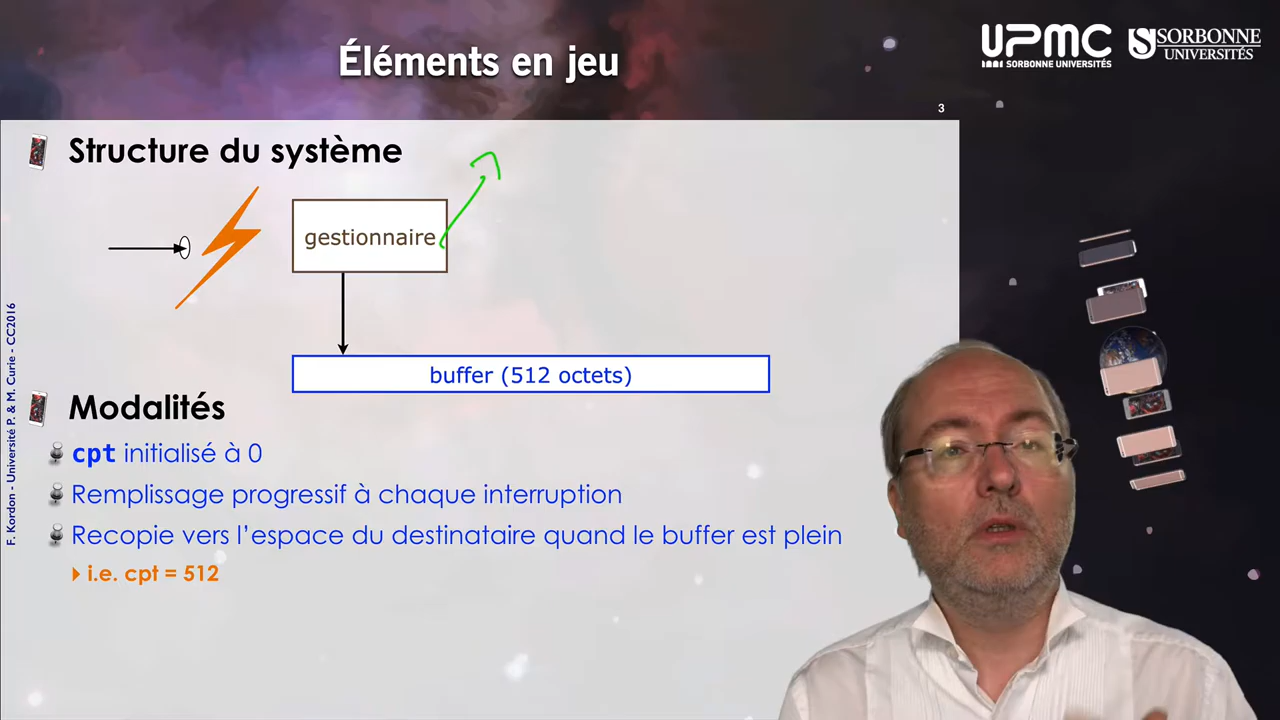 Éléments en jeu
UPMC
SORBONNE UNIVERSITÉS
SORBONNE
UNIVERSITÉS
3
Structure du système
gestionnaire
buffer (512 octets)
Modalités
cpt initialisé à 0
Remplissage progressif à chaque interruption
Recopie vers l’espace du destinataire quand le buffer est plein
i.e. cpt = 512
F. Kordon - Université P. & M. Curie - CC2016